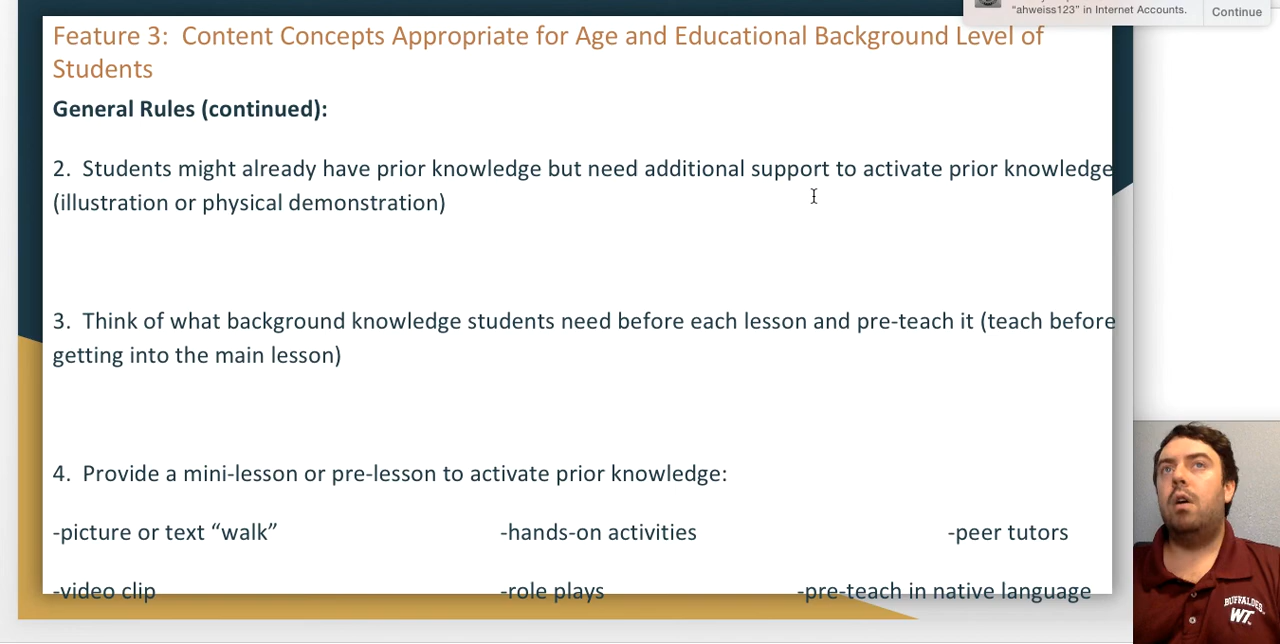 "ahweiss123" in Internet Accounts.
Continue
Feature 3:  Content Concepts Appropriate for Age and Educational Background Level of
Students
General Rules (continued):
2.  Students might already have prior knowledge but need additional support to activate prior knowledge
(illustration or physical demonstration)
3.  Think of what background knowledge students need before each lesson and pre-teach it (teach before
getting into the main lesson)
4.  Provide a mini-lesson or pre-lesson to activate prior knowledge:
-picture or text “walk” -hands-on activities -peer tutors
-video clip -role plays -pre-teach in native language
BUFFALOES
WT